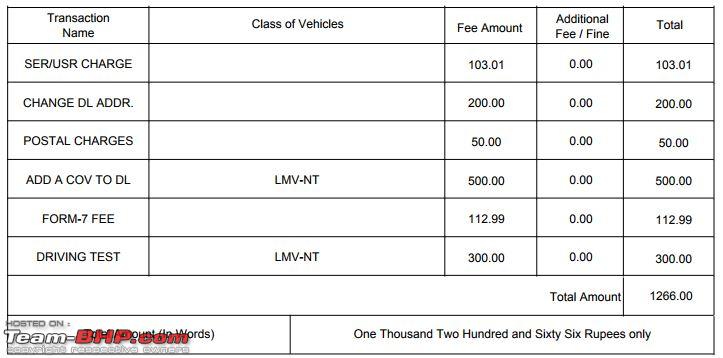 Transaction Name Class of Vehicles Fee Amount Additional Fee / Fine Total
SER/USR CHARGE 103.01 0.00 103.01
CHANGE DL ADDR. 200.00 0.00 200.00
POSTAL CHARGES 50.00 0.00 50.00
ADD A COV TO DL LMV-NT 500.00 0.00 500.00
FORM-7 FEE 112.99 0.00 112.99
DRIVING TEST LMV-NT 300.00 0.00 300.00
Total Amount 1266.00
HOSTED ON :
Team-BHP.com
copyright respective owners
(In Words) One Thousand Two Hundred and Sixty Six Rupees only